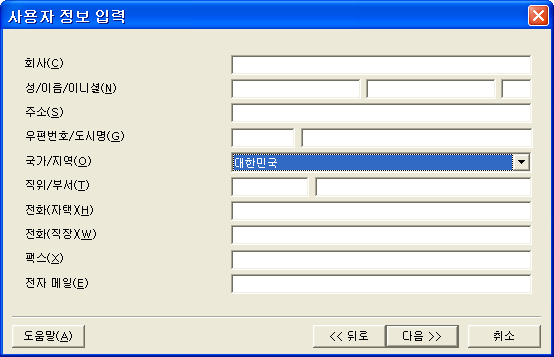 사용자 정보 입력
회사(C)
성/이름/이니셜(N)
주소(S)
우편번호/도시명(G)
국가/지역(O) 대한민국
직위/부서(T)
전화(자택)(H)
전화(직장)(W)
팩스(X)
전자 메일(E)
도움말(A) << 뒤로 다음 >> 취소